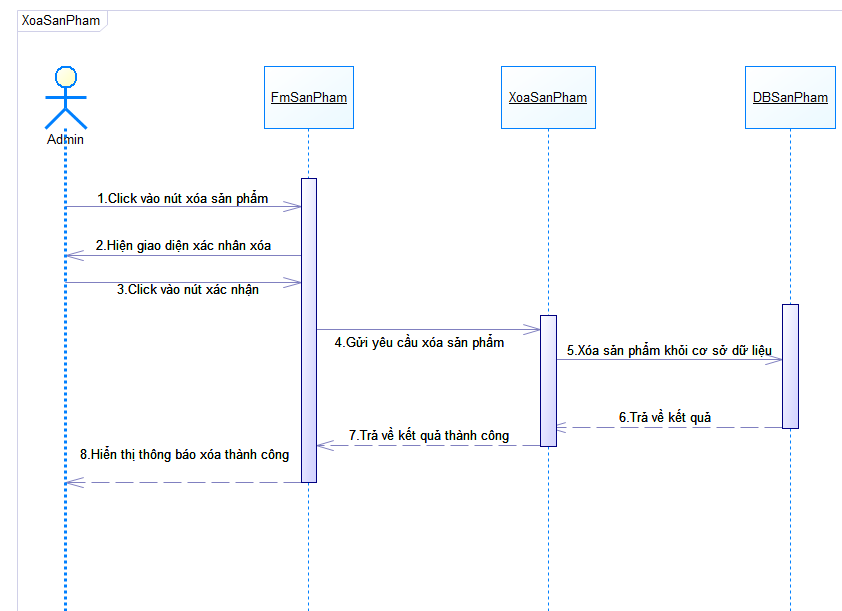 XoaSanPham
FmSanPham
XoaSanPham
DBSanPham
Admin
1.Click vào nút xóa sản phẩm
2.Hiện giao diện xác nhân xóa
3.Click vào nút xác nhận
4.Gửi yêu cầu xóa sản phẩm
5.Xóa sản phẩm khỏi cơ sở dữ liệu
6.Trả về kết quả
7.Trả về kết quả thành công
8.Hiển thị thông báo xóa thành công